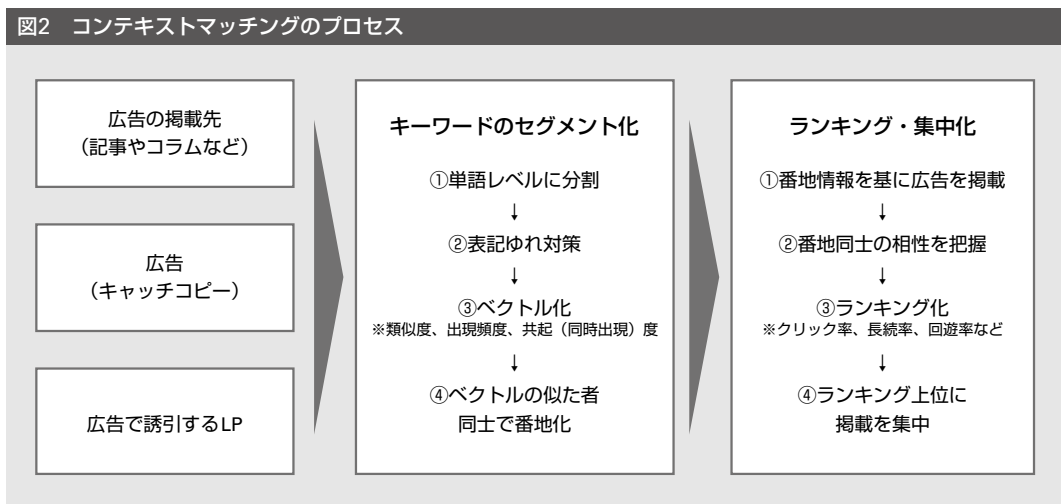 図2　コンテキストマッチングのプロセス
広告の掲載先
（記事やコラムなど）
広告
（キャッチコピー）
広告で誘引するLP
キーワードのセグメント化
①単語レベルに分割
↓
②表記ゆれ対策
↓
③ベクトル化
※類似度、出現頻度、共起（同時出現）度
↓
④ベクトルの似た者
同士で番地化
ランキング・集中化
①番地情報を基に広告を掲載
↓
②番地同士の相性を把握
↓
③ランキング化
※クリック率、長続率、回遊率など
↓
④ランキング上位に
掲載を集中